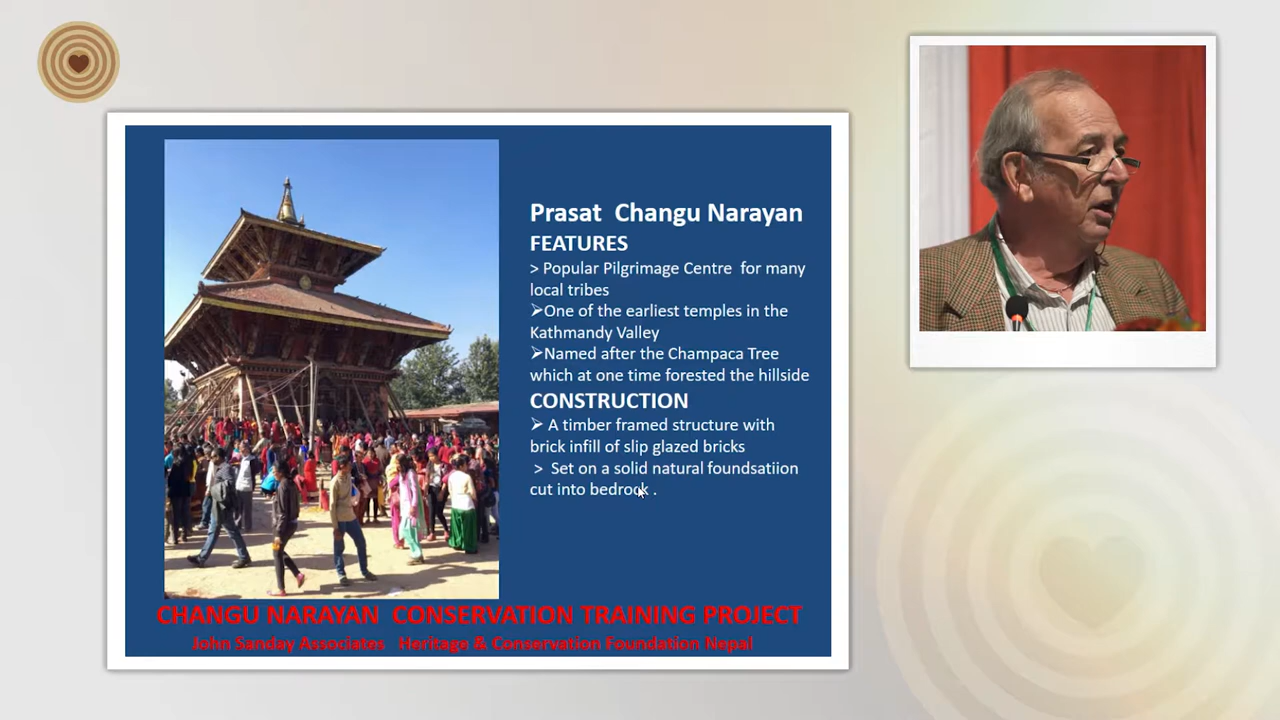 Prasat  Changu Narayan
FEATURES
> Popular Pilgrimage Centre  for many
local tribes
➢One of the earliest temples in the
Kathmandy Valley
➢Named after the Champaca Tree
which at one time forested the hillside
CONSTRUCTION
➢ A timber framed structure with
brick infill of slip glazed bricks
>  Set on a solid natural foundsatiion
cut into bedrock .
CHANGU NARAYAN  CONSERVATION TRAINING PROJECT
John Sanday Associates   Heritage & Conservation Foundation Nepal